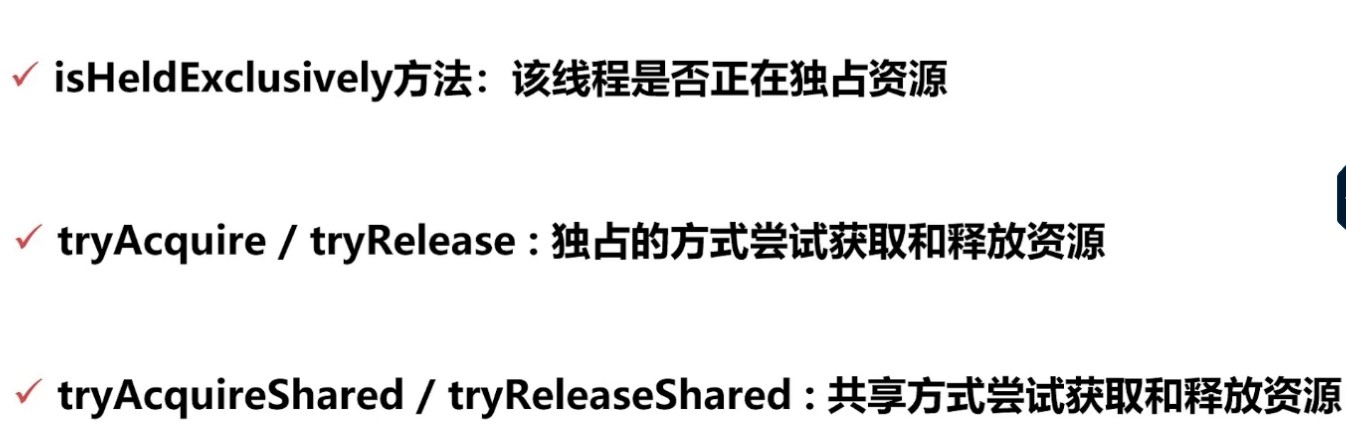 ✓ isHeldExclusively方法：该线程是否正在独占资源
✓ tryAcquire / tryRelease : 独占的方式尝试获取和释放资源
✓ tryAcquireShared / tryReleaseShared : 共享方式尝试获取和释放资源